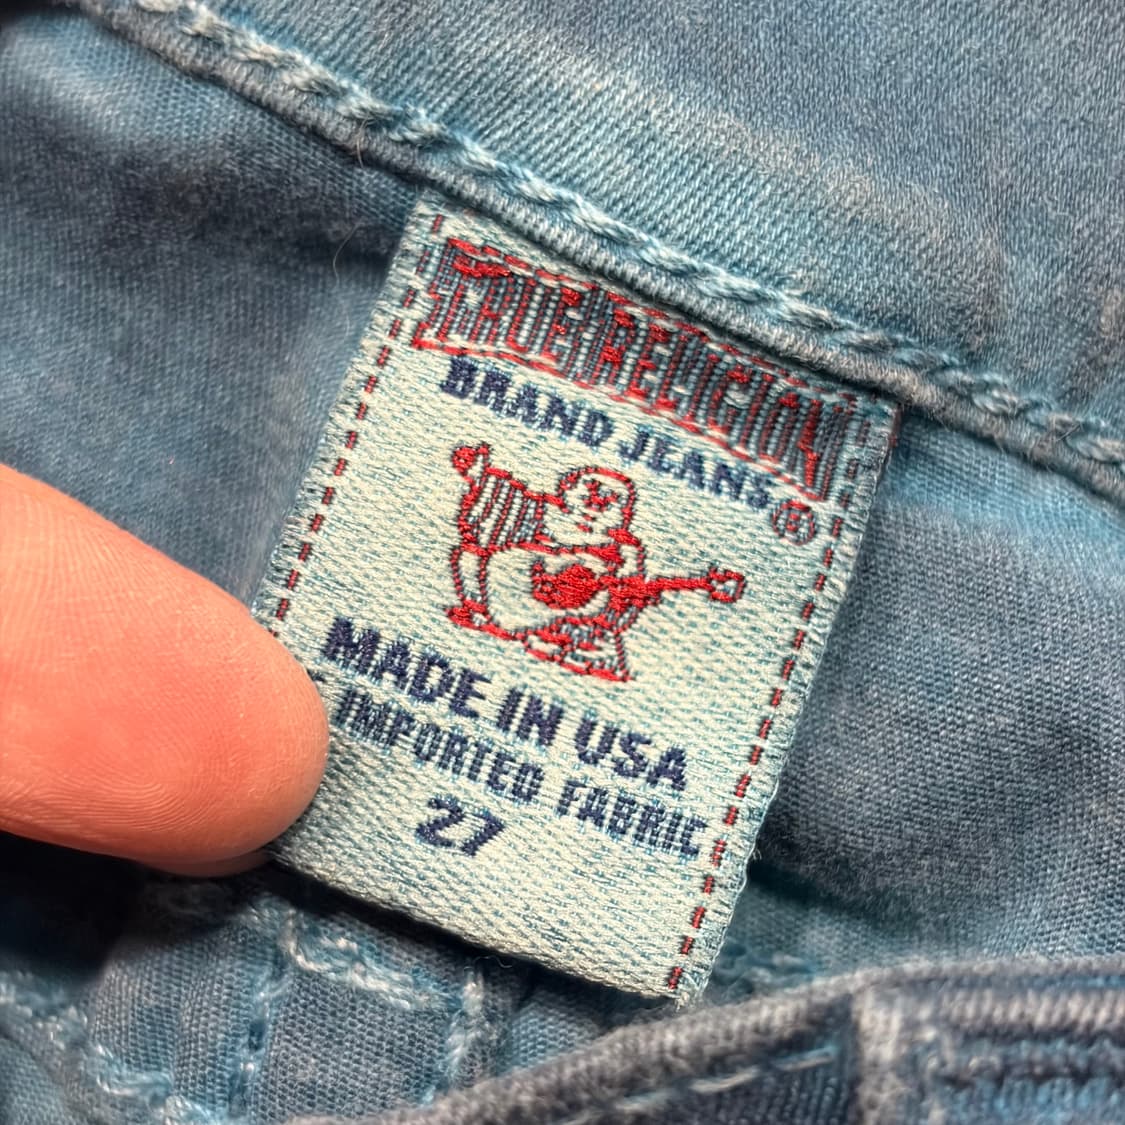 TRUE RELIGION
BRAND JEANS®
MADE IN USA
IMPORTED FABRIC
27